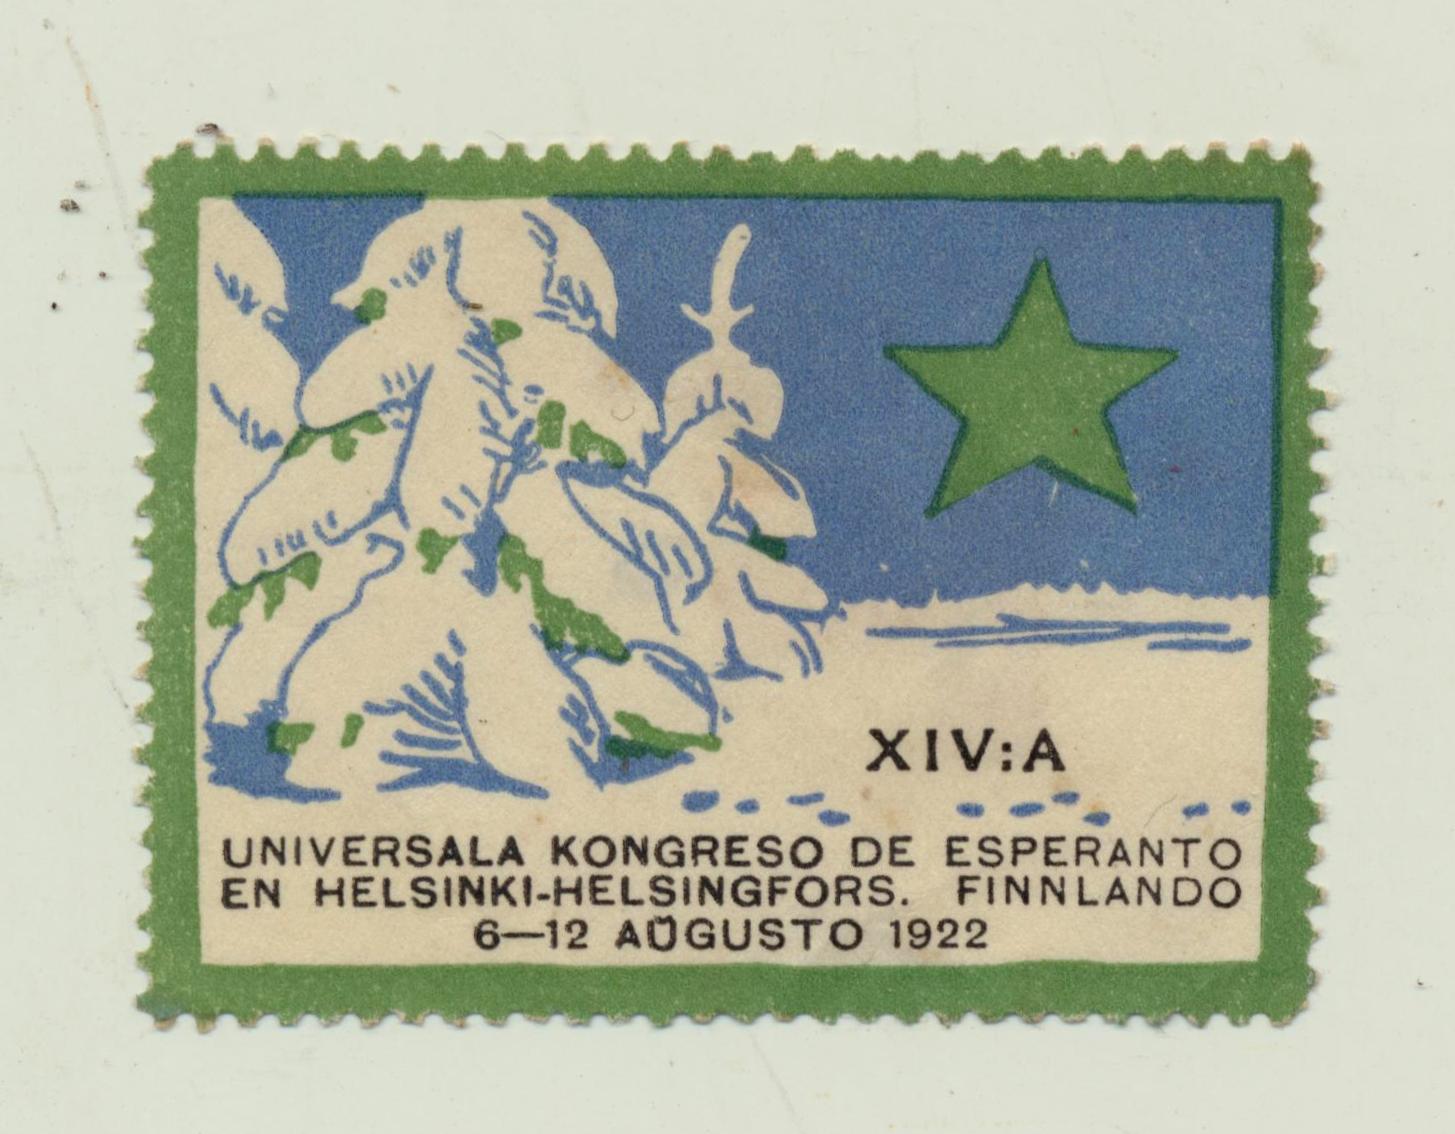 XIV:A
UNIVERSALA KONGRESO DE ESPERANTO
EN HELSINKI-HELSINGFORS. FINNLANDO
6—12 AŬGUSTO 1922